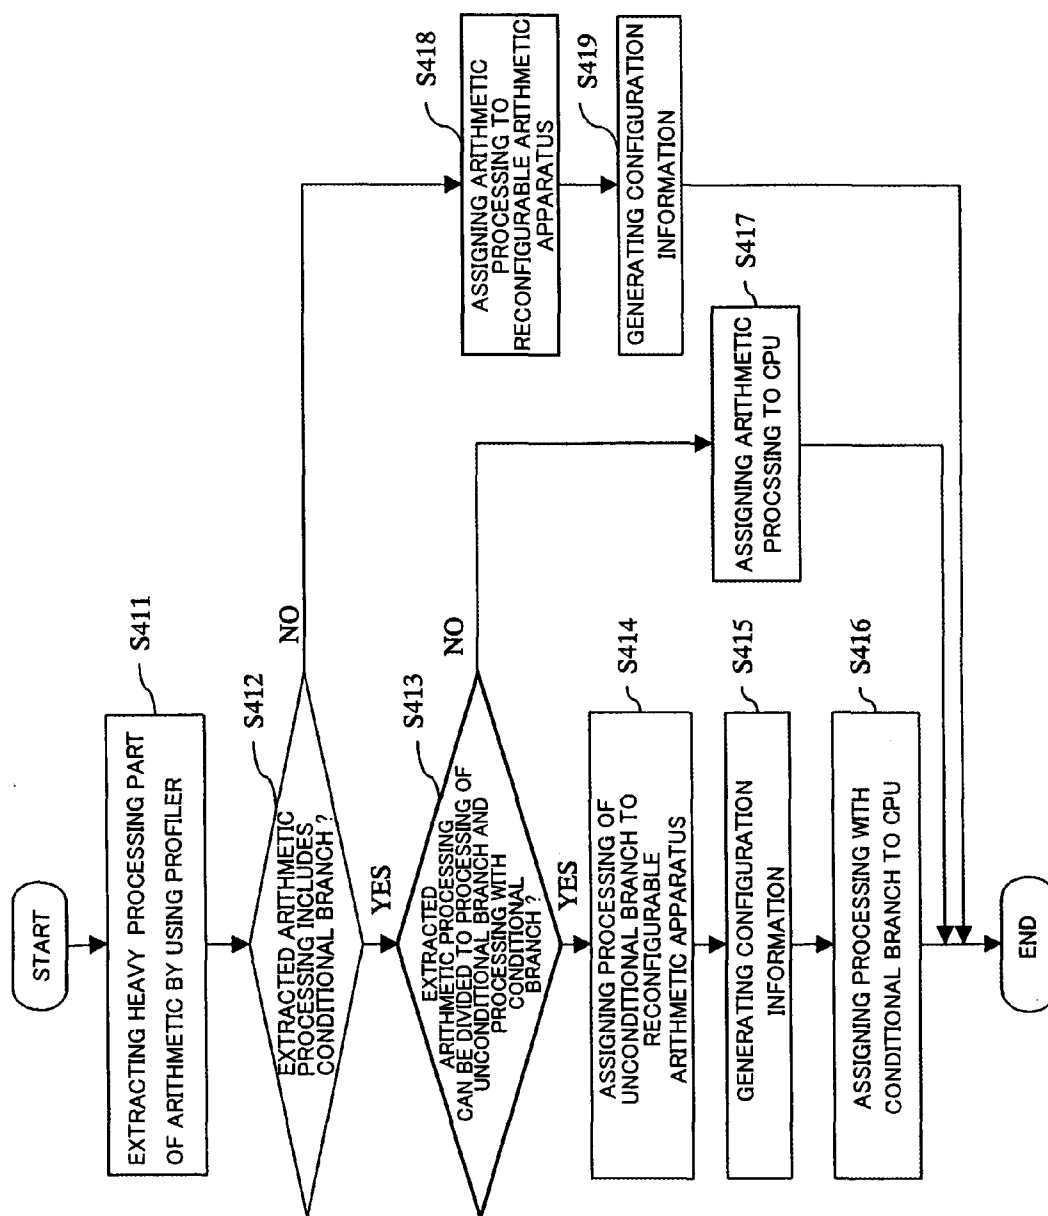 START
EXTRACTING HEAVY PROCESSING PART
OF ARITHMETIC BY USING PROFILER
S411
EXTRACTED ARITHMETIC
PROCESSING INCLUDES
CONDITIONAL BRANCH ?
S412
NO
YES
EXTRACTED
ARITHMETIC PROCESSING
CAN BE DIVIDED TO PROCESSING OF
UNCONDITIONAL BRANCH AND
PROCESSING WITH
CONDITIONAL
BRANCH ?
S413
NO
YES
ASSIGNING PROCESSING OF
UNCONDITIONAL BRANCH TO
RECONFIGURABLE
ARITHMETIC APPARATUS
S414
GENERATING CONFIGURATION
INFORMATION
S415
ASSIGNING PROCESSING WITH
CONDITIONAL BRANCH TO CPU
S416
ASSIGNING ARITHMETIC
PROCSSING TO CPU
S417
ASSIGNING ARITHMETIC
PROCESSING TO
RECONFIGURABLE ARITHMETIC
APPARATUS
S418
GENERATING CONFIGURATION
INFORMATION
S419
END